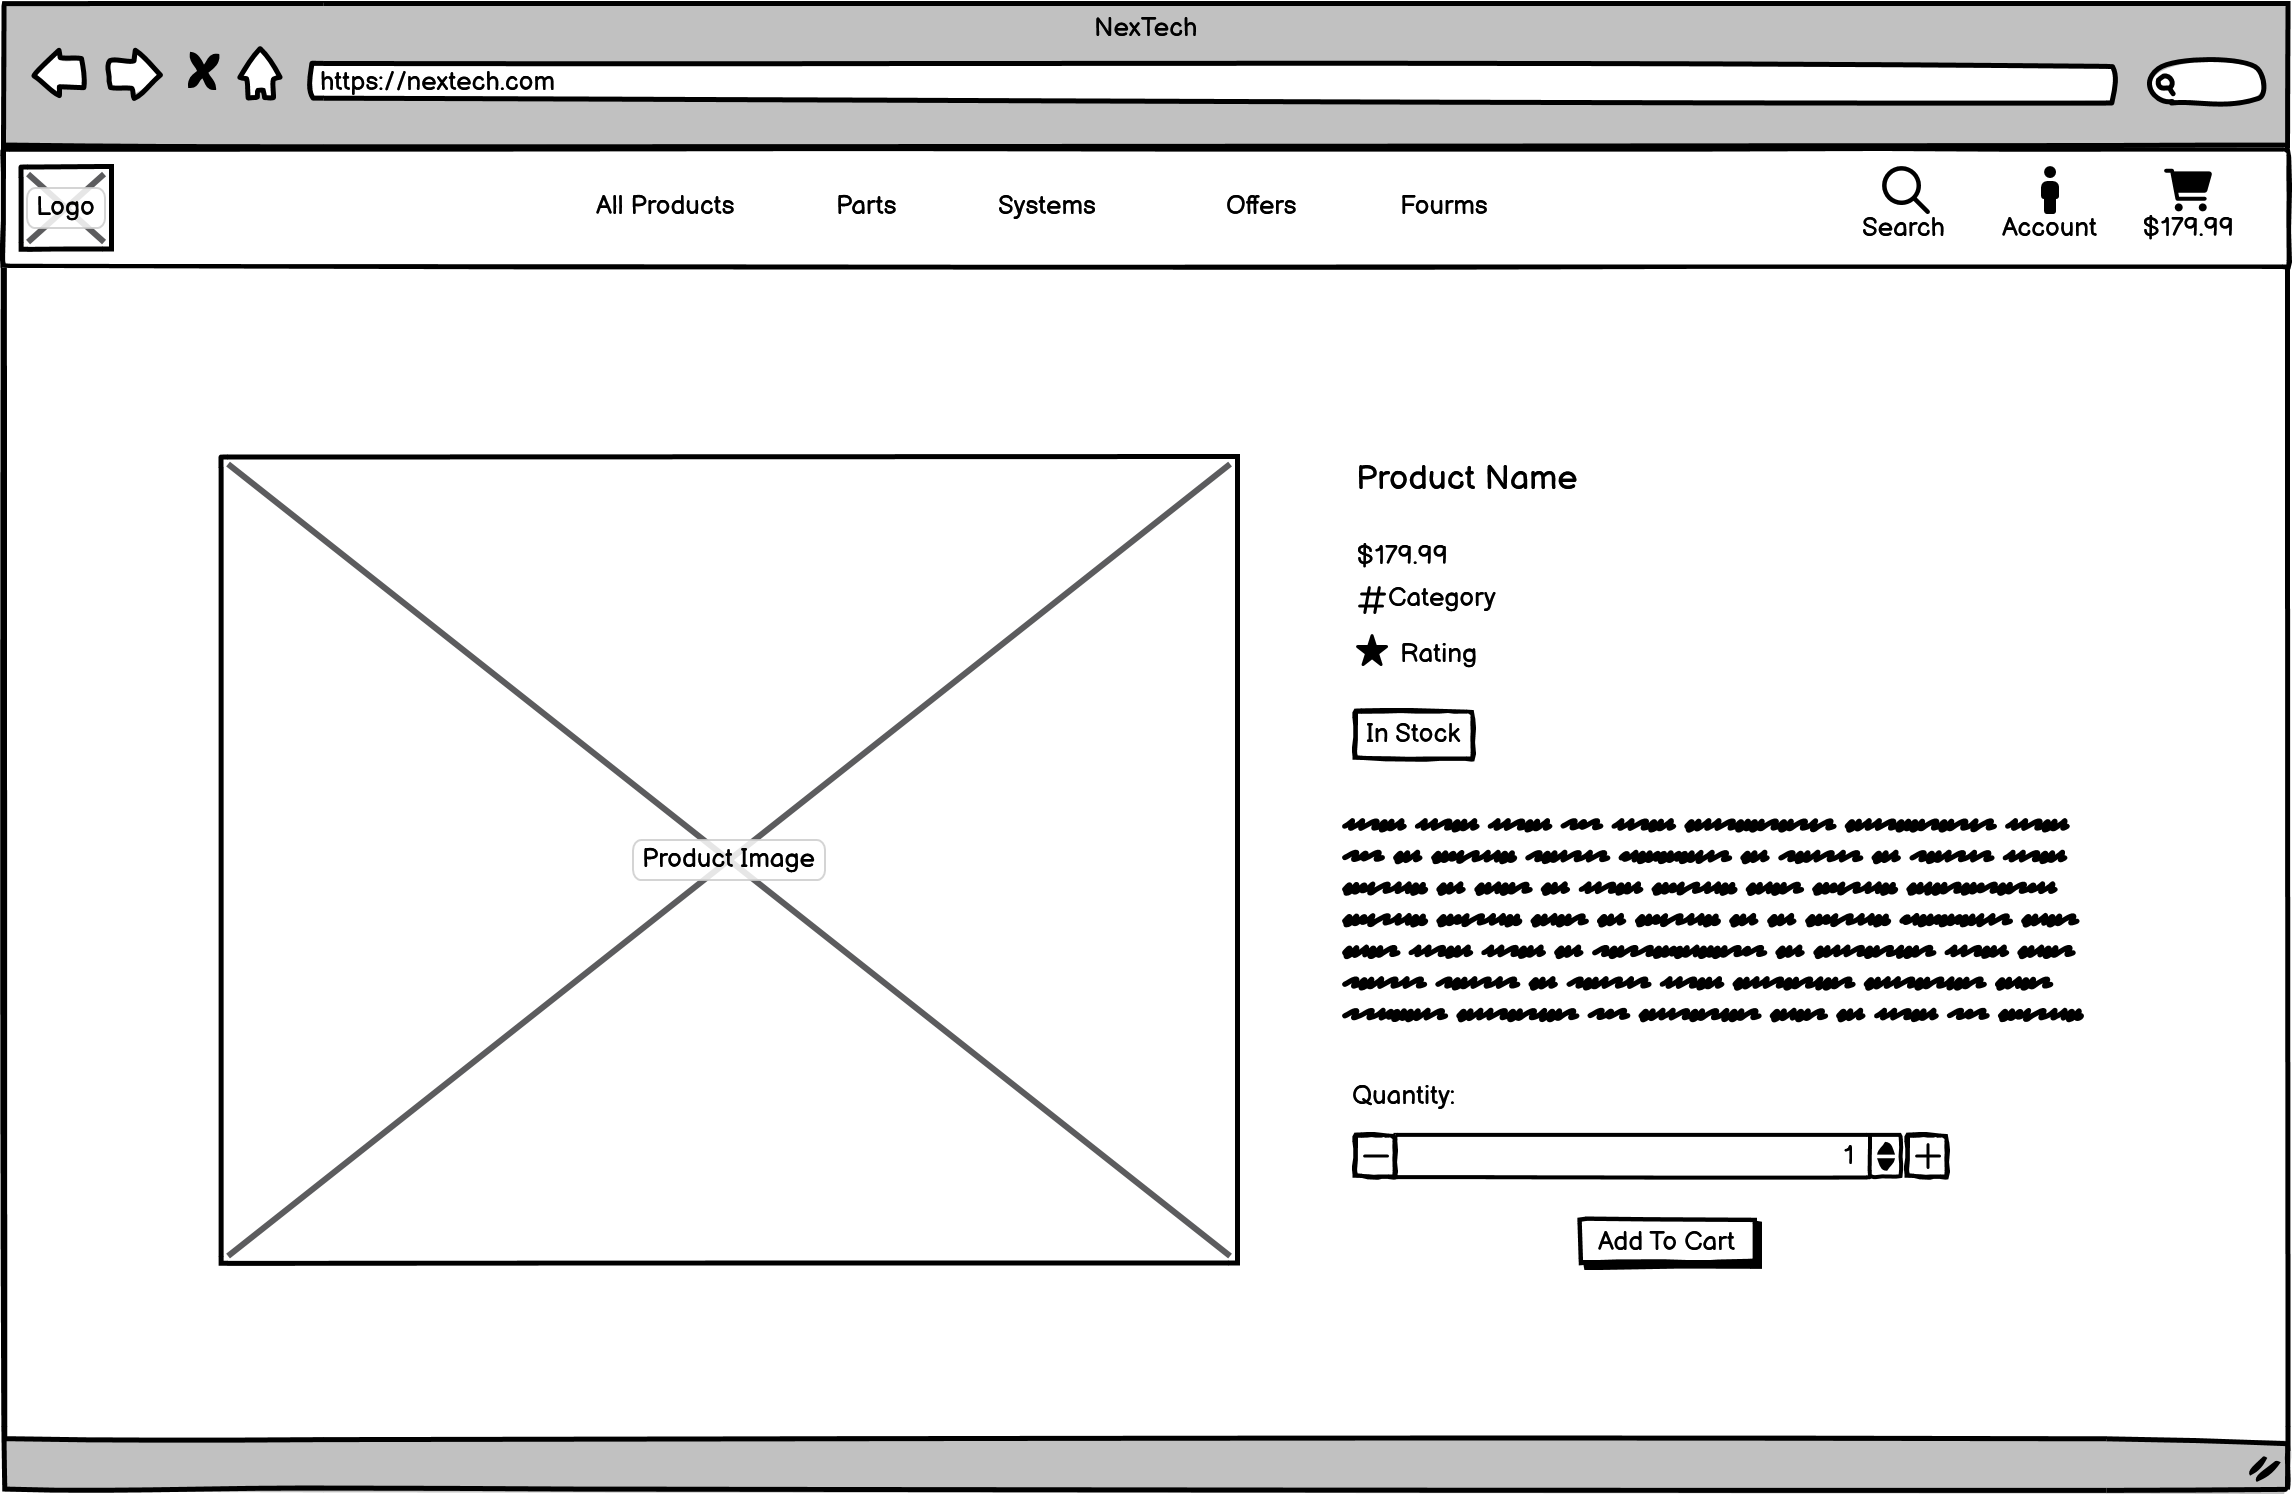 NexTech
https://nextech.com
Logo
All Products
Parts
Systems
Offers
Fourms
Search
Account
$179.99
Product Image
Product Name
$179.99
#Category
Rating
In Stock
Quantity:
1
Add To Cart